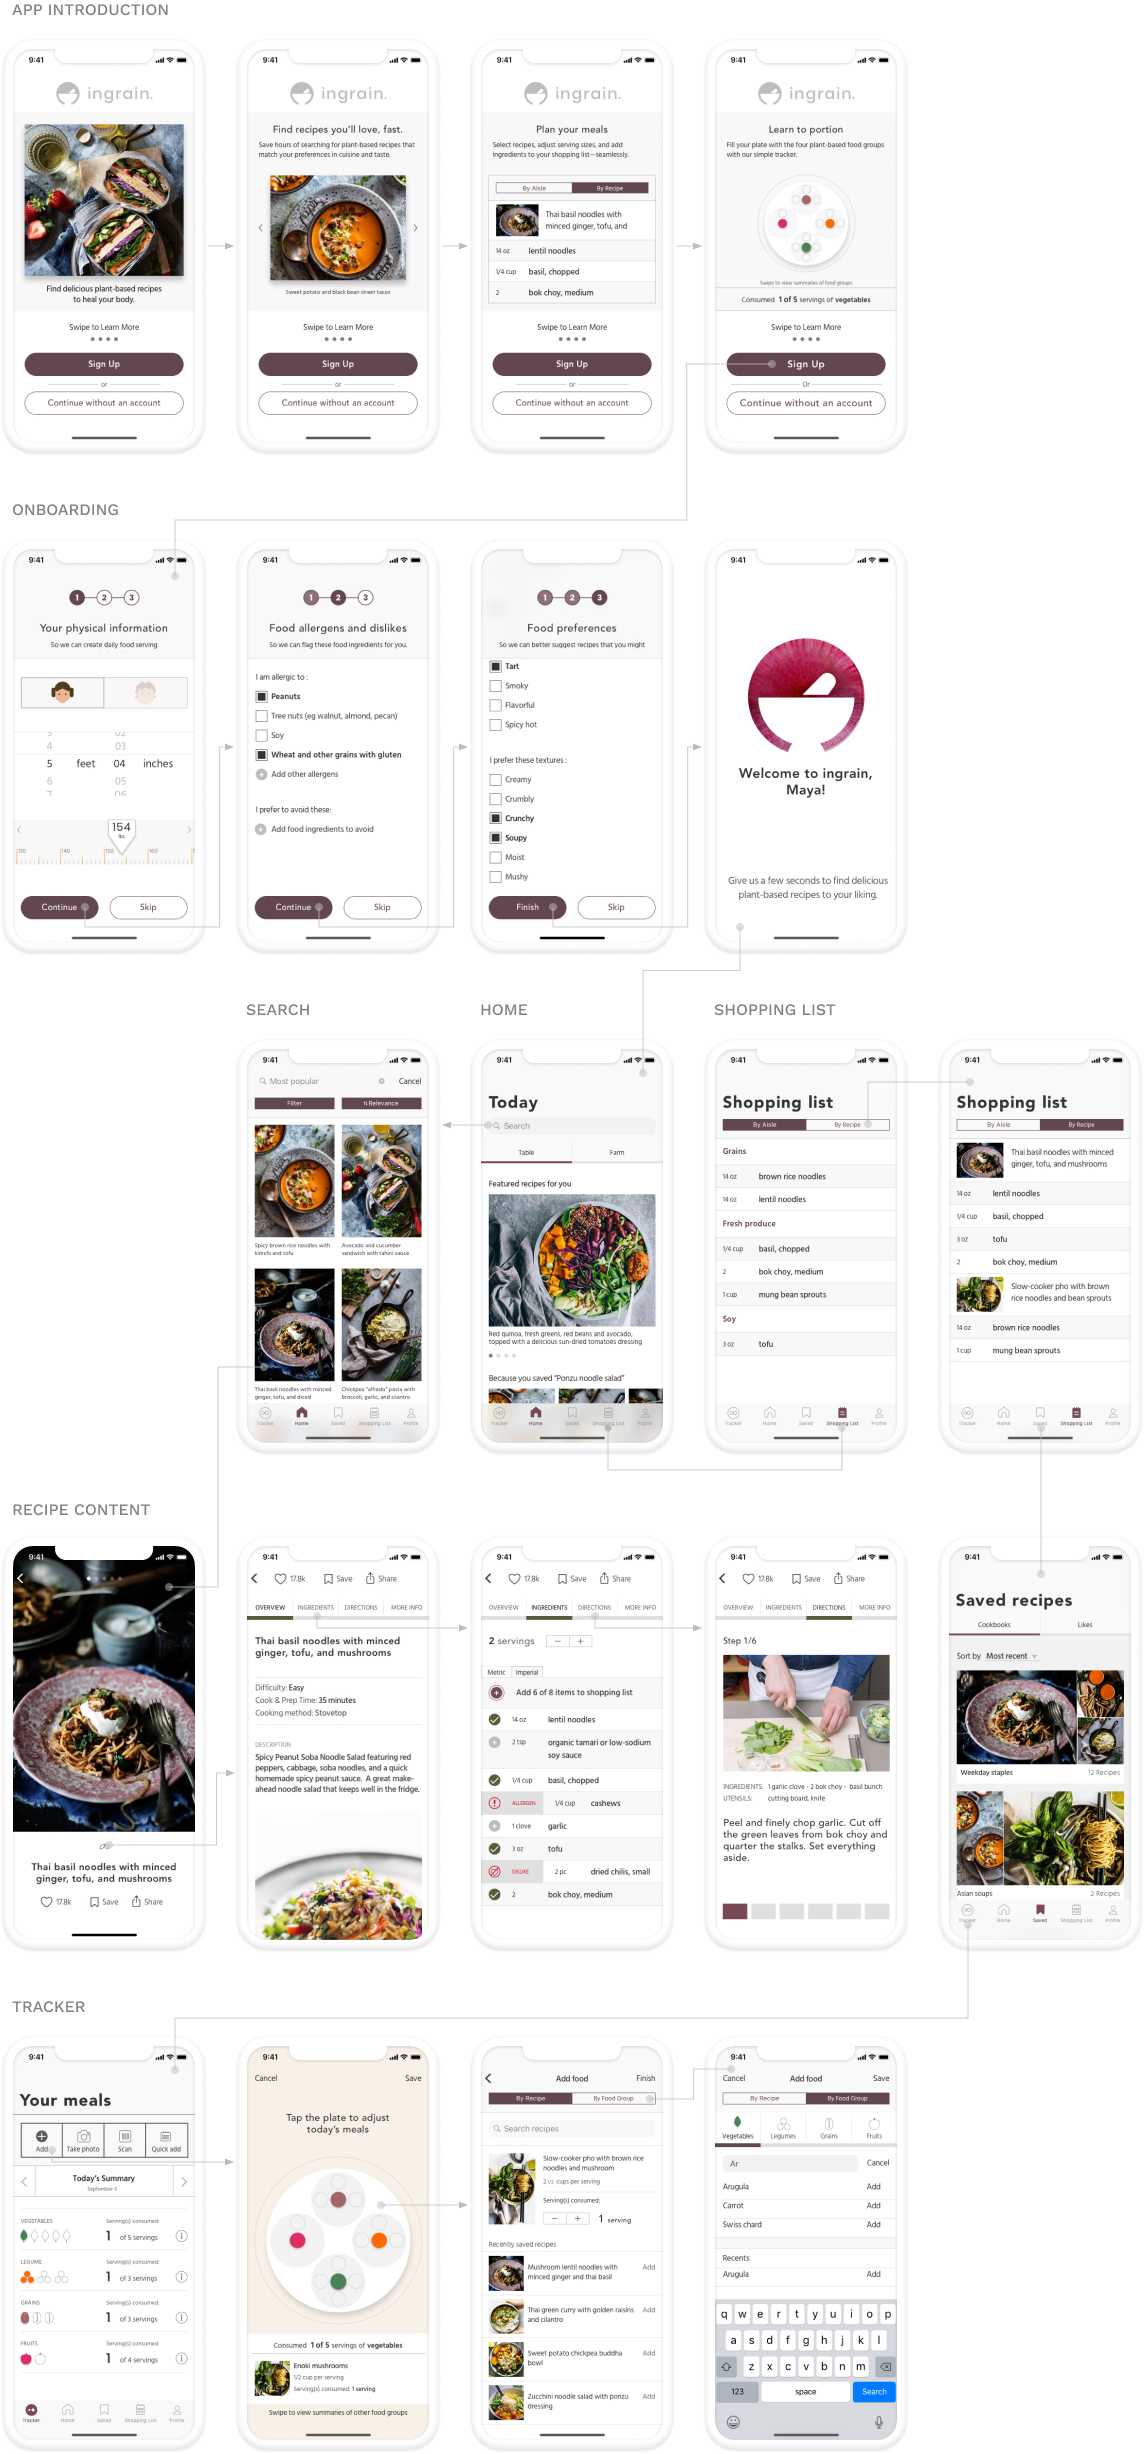 APP INTRODUCTION
9:41
ingrain.
Find delicious plant-based recipes
to heal your body.
Swipe to Learn More
Sign Up
or
Continue without an account
9:41
ingrain.
Find recipes you'll love, fast.
Save hours of searching for plant-based recipes that
match your preferences in cuisine and taste.
Sweet potato and black bean street tacos
Swipe to Learn More
Sign Up
or
Continue without an account
9:41
ingrain.
Plan your meals
Select recipes, adjust serving sizes, and add
ingredients to your shopping list—seamlessly.
By Aisle
By Recipe
Thai basil noodles with
minced ginger, tofu, and
14 oz lentil noodles
1/4 cup basil, chopped
2 bok choy, medium
Swipe to Learn More
Sign Up
or
Continue without an account
9:41
ingrain.
Learn to portion
Fill your plate with the four plant-based food groups
with our simple tracker.
Swipe to view summaries of food groups
Consumed 1 of 5 servings of vegetables
Swipe to Learn More
Sign Up
Or
Continue without an account
ONBOARDING
9:41
1 2 3
Your physical information
So we can create daily food serving
3 02
4 03
5 feet 04 inches
6 05
7 06
154
lbs
130 140 150 160
Continue
Skip
9:41
1 2 3
Food allergens and dislikes
So we can flag these food ingredients for you.
I am allergic to :
Peanuts
Tree nuts (eg walnut, almond, pecan)
Soy
Wheat and other grains with gluten
Add other allergens
I prefer to avoid these:
Add food ingredients to avoid
Continue
Skip
9:41
1 2 3
Food preferences
So we can better suggest recipes that you might
Tart
Smoky
Flavorful
Spicy hot
I prefer these textures :
Creamy
Crumbly
Crunchy
Soupy
Moist
Mushy
Finish
Skip
9:41
Welcome to ingrain,
Maya!
Give us a few seconds to find delicious
plant-based recipes to your liking.
SEARCH
9:41
Most popular
Cancel
Filter
Relevance
Spicy brown rice noodles with
kimchi and tofu
Avocado and cucumber
sandwich with tahini sauce
Thai basil noodles with minced
ginger, tofu, and diced
Chickpea "alfredo" pasta with
broccoli, garlic, and cilantro
Tracker Home Saved Shopping List Profile
HOME
9:41
Today
Search
Table
Farm
Featured recipes for you
Red quinoa, fresh greens, red beans and avocado,
topped with a delicious sun-dried tomatoes dressing
Because you saved "Ponzu noodle salad"
Tracker Home Saved Shopping List Profile
SHOPPING LIST
9:41
Shopping list
By Aisle
By Recipe
Grains
14 oz brown rice noodles
14 oz lentil noodles
Fresh produce
1/4 cup basil, chopped
2 bok choy, medium
1 cup mung bean sprouts
Soy
3 oz tofu
Tracker Home Saved Shopping List Profile
9:41
Shopping list
By Aisle
By Recipe
Thai basil noodles with minced
ginger, tofu, and mushrooms
14 oz lentil noodles
1/4 cup basil, chopped
3 oz tofu
2 bok choy, medium
Slow-cooker pho with brown
rice noodles and bean sprouts
14 oz brown rice noodles
1 cup mung bean sprouts
Tracker Home Saved Shopping List Profile
RECIPE CONTENT
9:41
Thai basil noodles with minced
ginger, tofu, and mushrooms
17.8k Save Share
9:41
17.8k Save Share
OVERVIEW INGREDIENTS DIRECTIONS MORE INFO
Thai basil noodles with minced
ginger, tofu, and mushrooms
Difficulty: Easy
Cook & Prep Time: 35 minutes
Cooking method: Stovetop
DESCRIPTION
Spicy Peanut Soba Noodle Salad featuring red
peppers, cabbage, soba noodles, and a quick
homemade spicy peanut sauce. A great make-
ahead noodle salad that keeps well in the fridge.
9:41
17.8k Save Share
OVERVIEW INGREDIENTS DIRECTIONS MORE INFO
2 servings − +
Metric Imperial
Add 6 of 8 items to shopping list
14 oz lentil noodles
2 tsp organic tamari or low-sodium
soy sauce
1/4 cup basil, chopped
ALLERGEN 1/4 cup cashews
1 clove garlic
3 oz tofu
DISLIKE 2 pc dried chilis, small
2 bok choy, medium
9:41
17.8k Save Share
OVERVIEW INGREDIENTS DIRECTIONS MORE INFO
Step 1/6
INGREDIENTS: 1 garlic clove - 2 bok choy - basil bunch
UTENSILS: cutting board, knife
Peel and finely chop garlic. Cut off
the green leaves from bok choy and
quarter the stalks. Set everything
aside.
9:41
Saved recipes
Cookbooks
Likes
Sort by Most recent
Weekday staples 12 Recipes
Asian soups 2 Recipes
Tracker Home Saved Shopping List Profile
TRACKER
9:41
Your meals
Add Take photo Scan Quick add
Today's Summary
September 5
VEGETABLES Serving(s) consumed:
1 of 5 servings
LEGUME Serving(s) consumed:
1 of 3 servings
GRAINS Serving(s) consumed:
1 of 3 servings
FRUITS Serving(s) consumed:
1 of 4 servings
Tracker Home Saved Shopping List Profile
9:41
Cancel Save
Tap the plate to adjust
today's meals
Consumed 1 of 5 servings of vegetables
Enoki mushrooms
1/2 cup per serving
Serving(s) consumed: 1 serving
Swipe to view summaries of other food groups
9:41
Add food Finish
By Recipe
By Food Group
Search recipes
Slow-cooker pho with brown rice
noodles and mushroom
2 1/2 cups per serving
Serving(s) consumed:
− + 1 serving
Recently saved recipes
Mushroom lentil noodles with
minced ginger and thai basil
Add
Thai green curry with golden raisins
and cilantro
Add
Sweet potato chickpea buddha
bowl
Add
Zucchini noodle salad with ponzu
dressing
Add
9:41
Cancel Add food Save
By Recipe
By Food Group
Vegetables Legumes Grains Fruits
Ar
Cancel
Arugula Add
Carrot Add
Swiss chard Add
Recents
Arugula Add
q w e r t y u i o p
a s d f g h j k l
z x c v b n m
123 space Search